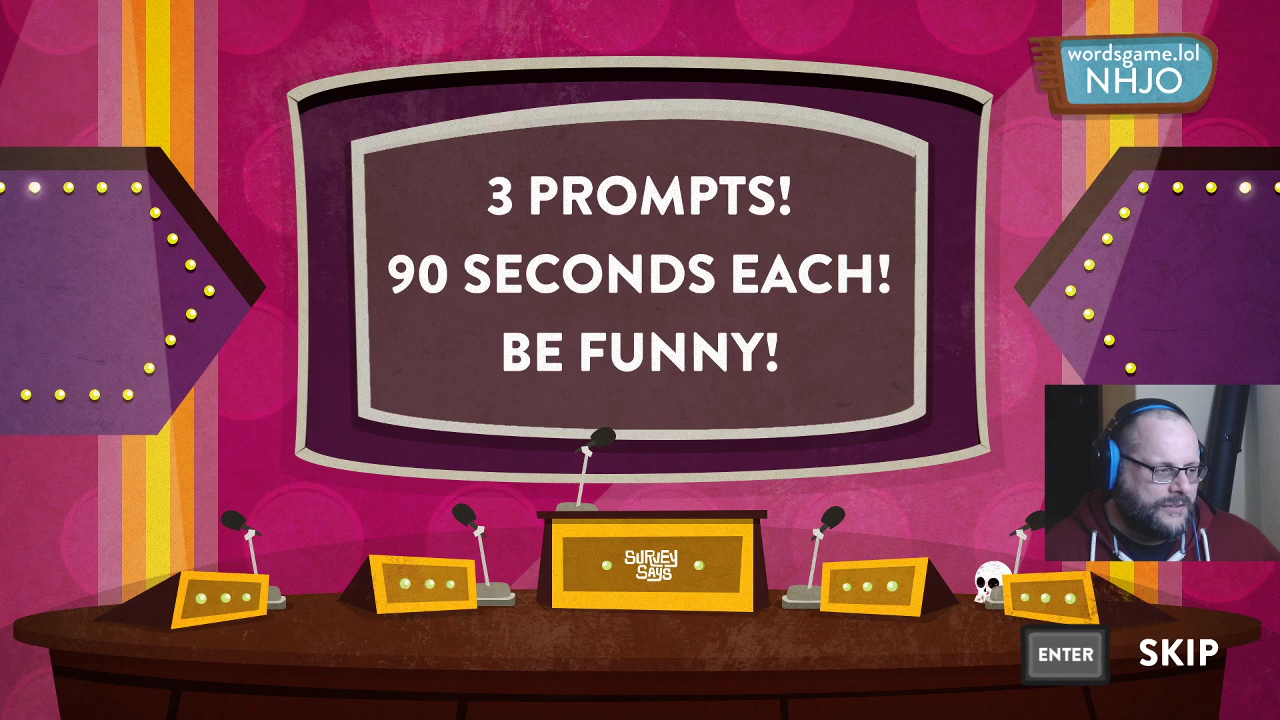 wordsgame.lol
NHJO
3 PROMPTS!
90 SECONDS EACH!
BE FUNNY!
SURVEY
SAYS
ENTER
SKIP